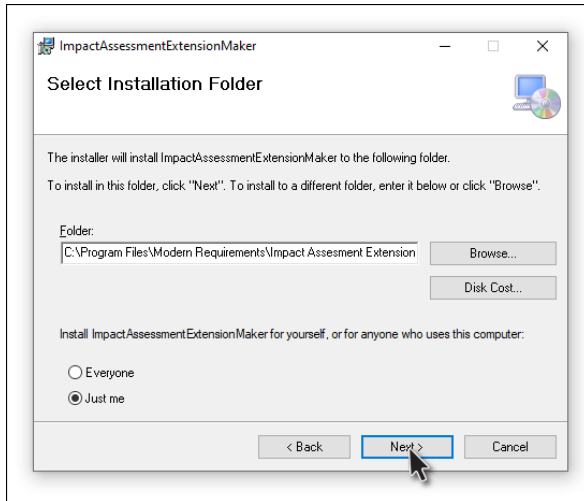 ImpactAssessmentExtensionMaker
Select Installation Folder
The installer will install ImpactAssessmentExtensionMaker to the following folder.
To install in this folder, click "Next". To install to a different folder, enter it below or click "Browse".
Folder:
C:\Program Files\Modern Requirements\Impact Assesment Extension
Browse...
Disk Cost...
Install ImpactAssessmentExtensionMaker for yourself, or for anyone who uses this computer:
Everyone
Just me
< Back
Next >
Cancel